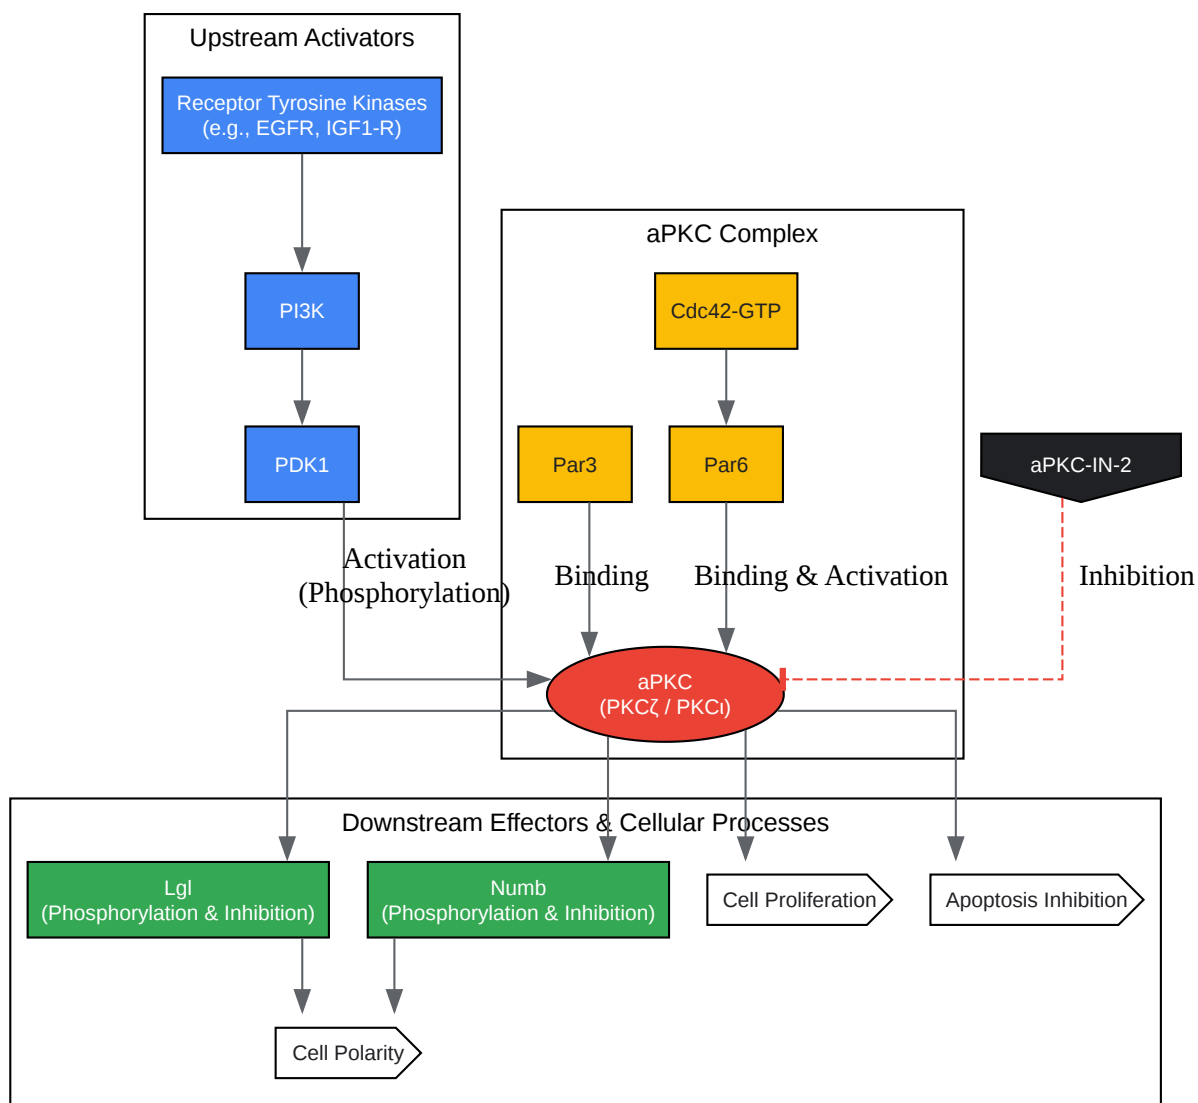 Upstream Activators
Receptor Tyrosine Kinases
(e.g., EGFR, IGF1-R)
aPKC Complex
PI3K
Cdc42-GTP
PDK1
Par3
Par6
aPKC-IN-2
Activation
(Phosphorylation)
Binding
Binding & Activation
Inhibition
aPKC
(PKCζ / PKCι)
Downstream Effectors & Cellular Processes
Lgl
(Phosphorylation & Inhibition)
Numb
(Phosphorylation & Inhibition)
Cell Proliferation
Apoptosis Inhibition
Cell Polarity